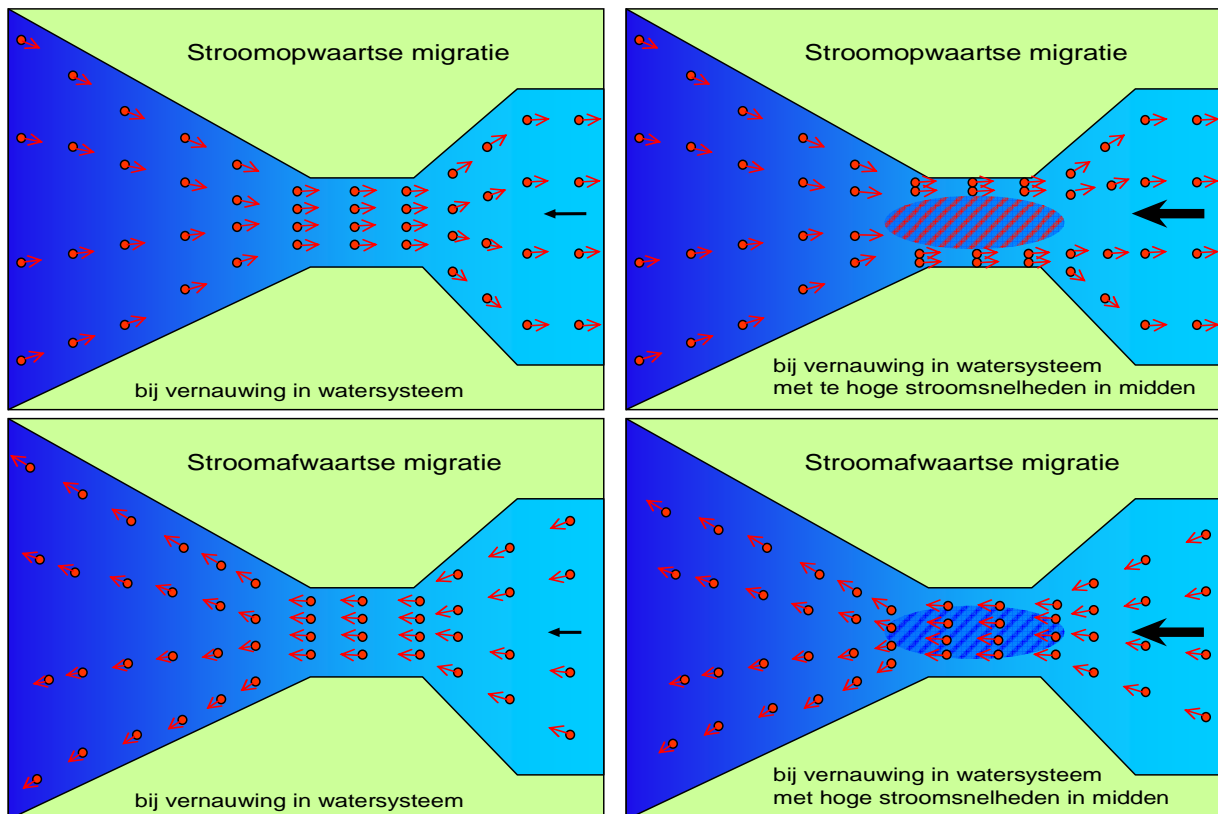 Stroomopwaartse migratie
bij vernauwing in watersysteem
Stroomopwaartse migratie
bij vernauwing in watersysteem
met te hoge stroomsnelheden in midden
Stroomafwaartse migratie
bij vernauwing in watersysteem
Stroomafwaartse migratie
bij vernauwing in watersysteem
met hoge stroomsnelheden in midden